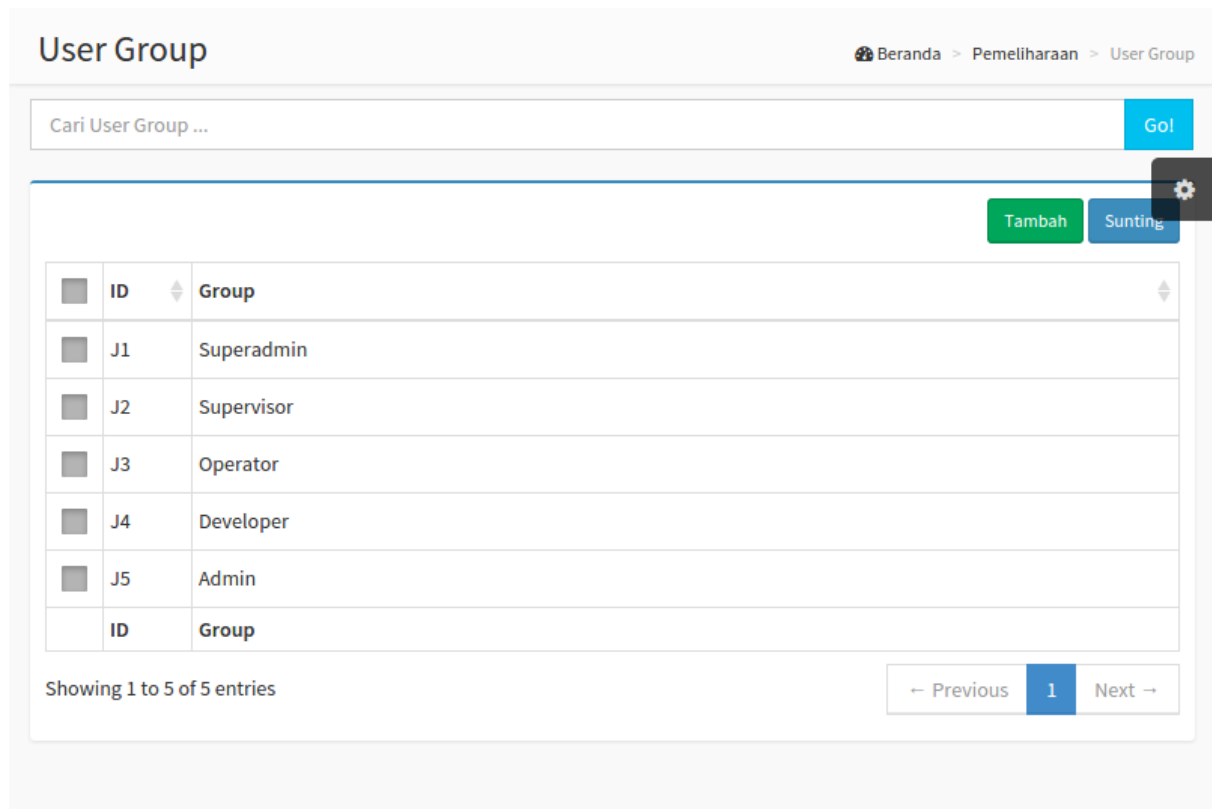 User Group
Beranda > Pemeliharaan > User Group
Cari User Group ...
Go!
Tambah
Sunting
ID Group
J1 Superadmin
J2 Supervisor
J3 Operator
J4 Developer
J5 Admin
ID Group
Showing 1 to 5 of 5 entries
← Previous 1 Next →